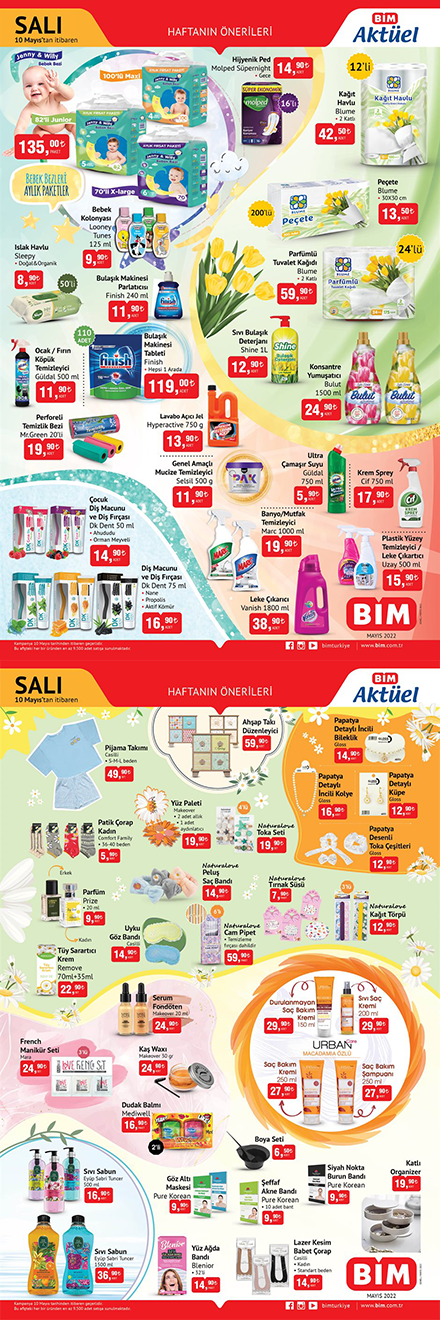 SALI
10 Mayıs'tan itibaren
HAFTANIN ÖNERİLERİ
BİM
Aktüel
Jenny & Willy
Bebek Bezi
100'lü Maxi
82'li Junior
135,00₺
70'li X-large
BEBEK BEZLERİ
AYLIK PAKETLER
Hijyenik Ped
Molped Süpernight
• Gece
14,90₺
16'lı
12'li
Kağıt
Havlu
Blume
• 2 Katlı
42,50₺
Kağıt Havlu
Peçete
Blume
• 30X30 cm
13,50₺
200'lü
Peçete
Bebek
Kolonyası
Looney
Tunes
125 ml
9,90₺
Islak Havlu
Sleepy
• Doğal&Organik
8,90₺
50'li
Bulaşık Makinesi
Parlatıcısı
Finish 240 ml
11,90₺
Parfümlü
Tuvalet Kağıdı
Blume
• 2 Katlı
59,90₺
24'lü
Parfümlü
Ocak / Fırın
Köpük
Temizleyici
Güldal 500 ml
11,90₺
110
ADET
finish
Bulaşık
Makinesi
Tableti
Finish
• Hepsi 1 Arada
119,00₺
Sıvı Bulaşık
Deterjanı
Shine 1L
12,90₺
Shine
Konsantre
Yumuşatıcı
Bulut
1500 ml
24,90₺
Bulut
Perforeli
Temizlik Bezi
Mr.Green 20'li
19,90₺
Lavabo Açıcı Jel
Hyperactive 750 g
13,90₺
Genel Amaçlı
Mucize Temizleyici
Selsil 500 g
11,90₺
PAK
Ultra
Çamaşır Suyu
Güldal
750 ml
5,90₺
Krem Sprey
Cif 750 ml
17,90₺
Çocuk
Diş Macunu
ve Diş Fırçası
Dk Dent 50 ml
• Ahududu
• Orman Meyveli
14,90₺
Banyo/Mutfak
Temizleyici
Marc 1000 ml
19,90₺
Plastik Yüzey
Temizleyici /
Leke Çıkartıcı
Uzay 500 ml
15,90₺
Diş Macunu
ve Diş Fırçası
Dk Dent 75 ml
• Nane
• Propolis
• Aktif Kömür
16,90₺
Leke Çıkarıcı
Vanish 1800 ml
38,90₺
BİM
MAYIS 2022
Kampanya 10 Mayıs tarihinden itibaren geçerlidir.
Bu afişteki her bir üründen en az 9.500 adet satışa sunulmaktadır.
bimturkiye | www.bim.com.tr
SALI
10 Mayıs'tan itibaren
HAFTANIN ÖNERİLERİ
BİM
Aktüel
Pijama Takımı
Casilli
• S-M-L beden
49,90₺
Ahşap Takı
Düzenleyici
59,90₺
Papatya
Detaylı İncili
Bileklik
Gloss
14,90₺
Papatya
Detaylı
İncili Kolye
Gloss
16,90₺
Papatya
Detaylı
Küpe
Gloss
12,90₺
Patik Çorap
Kadın
Comfort Family
• 36-40 beden
5,90₺
Yüz Paleti
Makeover
• 2 adet allık
• 1 adet
aydınlatıcı
19,90₺
Naturalove
Toka Seti
19,90₺
Papatya
Desenli
Toka Çeşitleri
Gloss
12,90₺
Erkek
Parfüm
Prize
• 20 ml
9,90₺
Kadın
Naturalove
Peluş
Saç Bandı
14,90₺
Naturalove
Tırnak Süsü
7,90₺
Naturalove
Kağıt Törpü
12,90₺
Uyku
Göz Bandı
Casilli
14,90₺
Naturalove
Cam Pipet
• Temizleme
fırçası dahildir
59,90₺
Tüy Sarartıcı
Krem
Remove
70ml+35ml
22,90₺
Serum
Fondöten
Makeover 20 ml
24,90₺
French
Manikür Seti
Mara
24,90₺
3'lü
Kaş Waxı
Makeover 30 gr
24,90₺
Durulanmayan
Saç Bakım
Kremi
150 ml
29,90₺
Sıvı Saç
Kremi
200 ml
29,90₺
URBAN care
MACADAMIA ÖZLÜ
Saç Bakım
Kremi
250 ml
27,90₺
Saç Bakım
Şampuanı
250 ml
27,90₺
Dudak Balmı
Mediwell
16,90₺
2'li
Boya Seti
6,50₺
Sıvı Sabun
Eyüp Sabri Tuncer
500 ml
16,90₺
Göz Altı
Maskesi
Pure Korean
9,90₺
Şeffaf
Akne Bandı
Pure Korean
• 10 adet bant
9,90₺
Siyah Nokta
Burun Bandı
Pure Korean
9,90₺
Katlı
Organizer
19,90₺
Sıvı Sabun
Eyüp Sabri Tuncer
1500 ml
36,90₺
Blenior
Yüz Ağda
Bandı
Blenior
• 32'li
14,90₺
Lazer Kesim
Babet Çorap
Casilli
• Kadın
• Standart beden
14,90₺
BİM
MAYIS 2022
Kampanya 10 Mayıs tarihinden itibaren geçerlidir.
Bu afişteki her bir üründen en az 9.500 adet satışa sunulmaktadır.
bimturkiye | www.bim.com.tr